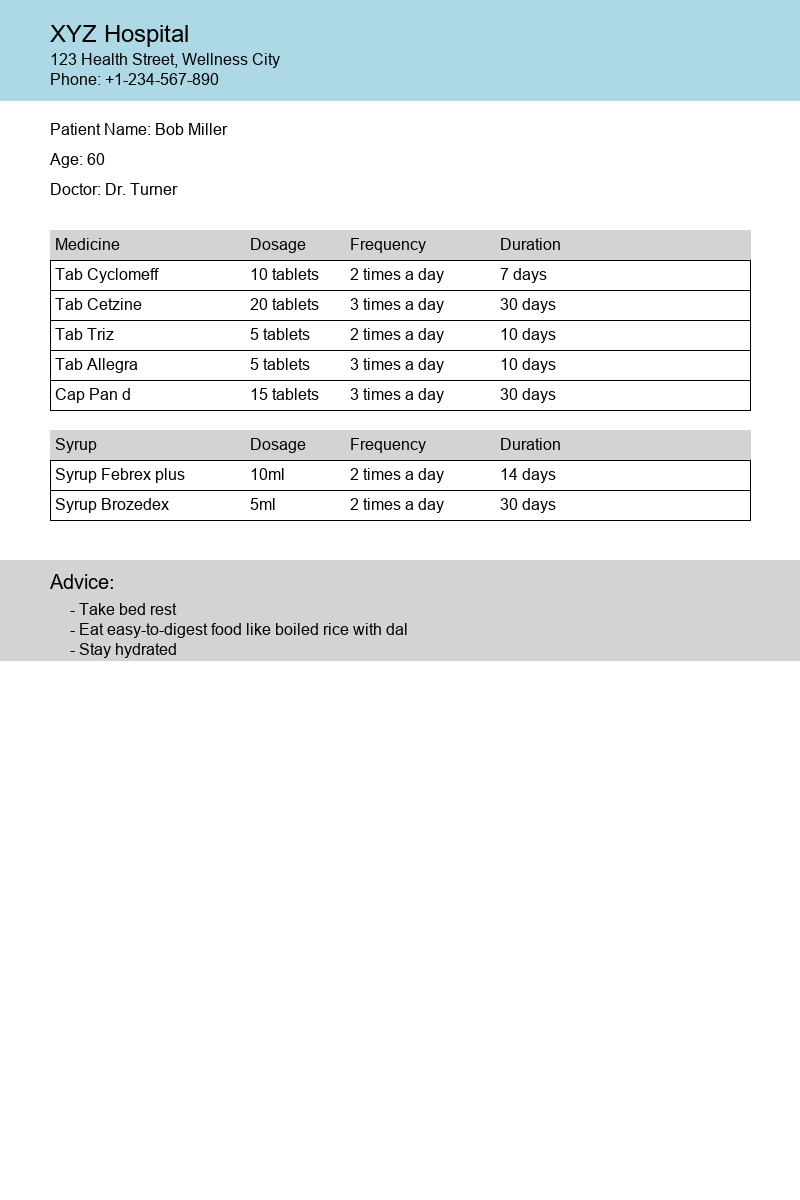 XYZ Hospital
123 Health Street, Wellness City
Phone: +1-234-567-890
Patient Name: Bob Miller
Age: 60
Doctor: Dr. Turner
Medicine Dosage Frequency Duration
Tab Cyclomeff 10 tablets 2 times a day 7 days
Tab Cetzine 20 tablets 3 times a day 30 days
Tab Triz 5 tablets 2 times a day 10 days
Tab Allegra 5 tablets 3 times a day 10 days
Cap Pan d 15 tablets 3 times a day 30 days
Syrup Dosage Frequency Duration
Syrup Febrex plus 10ml 2 times a day 14 days
Syrup Brozedex 5ml 2 times a day 30 days
Advice:
- Take bed rest
- Eat easy-to-digest food like boiled rice with dal
- Stay hydrated